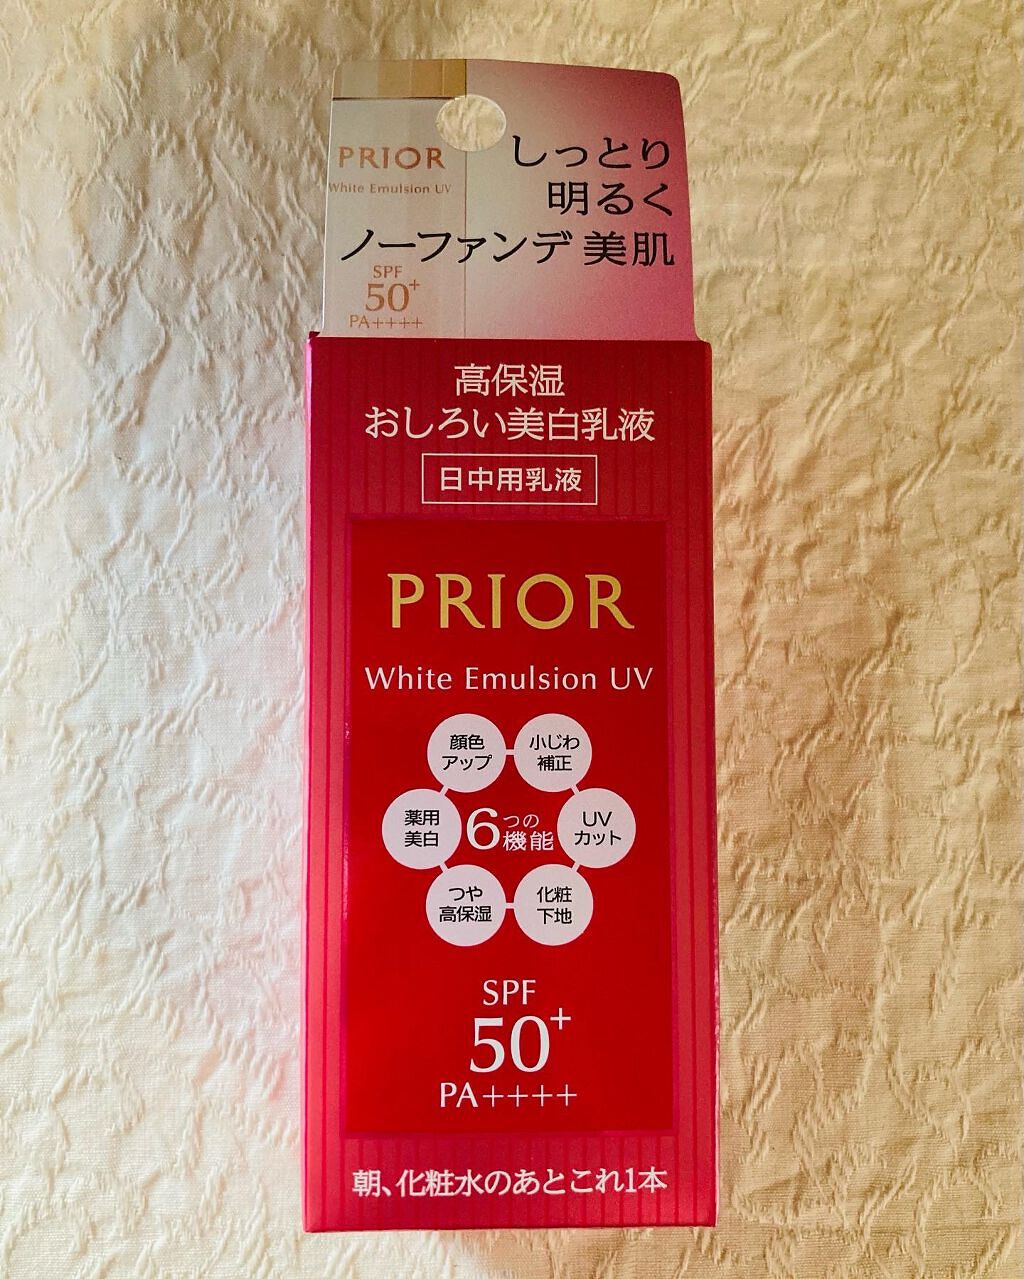 PRIOR
White Emulsion UV
しっとり
明るく
ノーファンデ 美肌
SPF
50+
PA++++
高保湿
おしろい美白乳液
日中用乳液
PRIOR
White Emulsion UV
顔色
アップ
小じわ
補正
薬用
美白
6つの
機能
UV
カット
つや
高保湿
化粧
下地
SPF
50+
PA++++
朝、化粧水のあとこれ1本